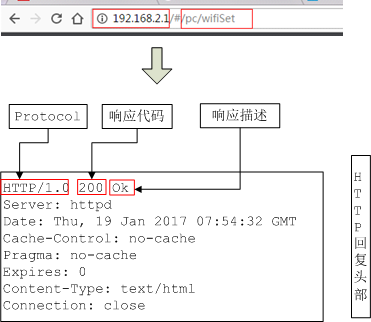 192.168.2.1/#/pc/wifiSet
Protocol
响应代码
响应描述
HTTP/1.0 200 Ok
Server: httpd
Date: Thu, 19 Jan 2017 07:54:32 GMT
Cache-Control: no-cache
Pragma: no-cache
Expires: 0
Content-Type: text/html
Connection: close
HTTP回复头部